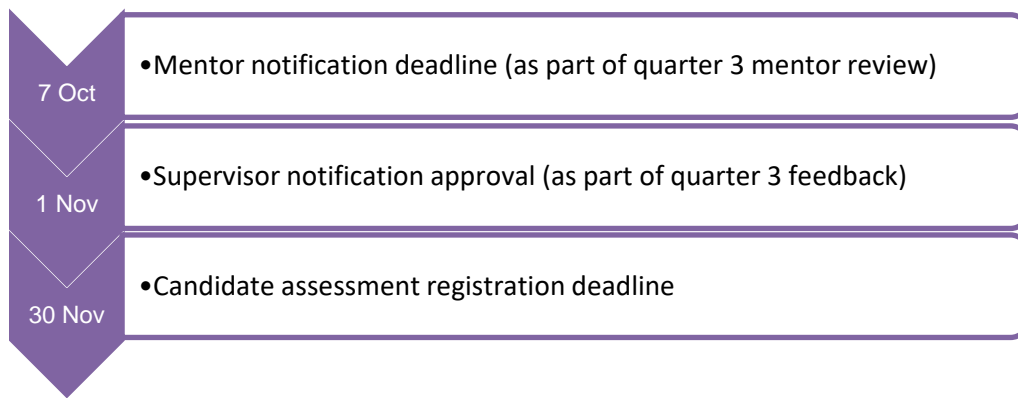 7 Oct
•Mentor notification deadline (as part of quarter 3 mentor review)
1 Nov
•Supervisor notification approval (as part of quarter 3 feedback)
30 Nov
•Candidate assessment registration deadline